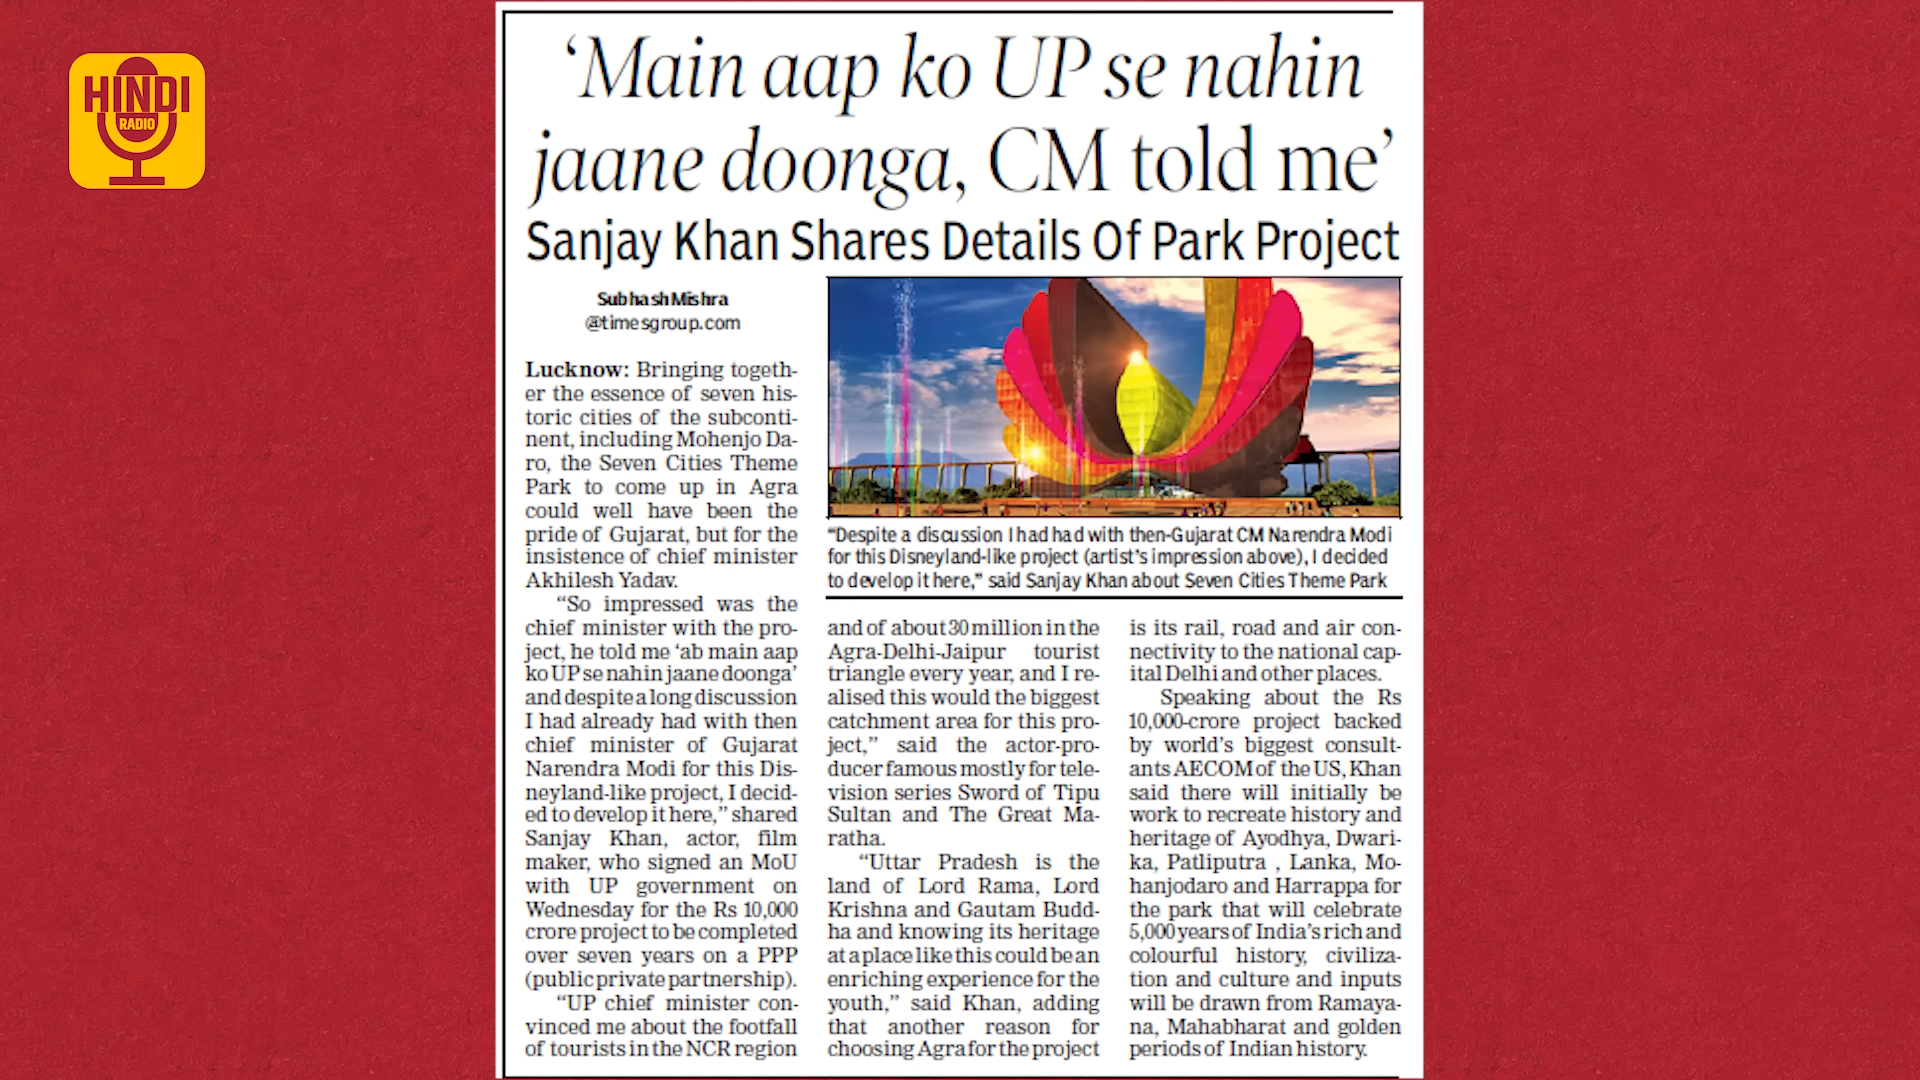 HINDI
RADIO
‘Main aap ko UP se nahin
jaane doonga, CM told me’
Sanjay Khan Shares Details Of Park Project
Subhash Mishra
@timesgroup.com
Lucknow: Bringing togeth-
er the essence of seven his-
toric cities of the subconti-
nent, including Mohenjo Da-
ro, the Seven Cities Theme
Park to come up in Agra
could well have been the
pride of Gujarat, but for the
insistence of chief minister
Akhilesh Yadav.
“So impressed was the
chief minister with the pro-
ject, he told me ‘ab main aap
ko UP se nahin jaane doonga’
and despite a long discussion
I had already had with then
chief minister of Gujarat
Narendra Modi for this Dis-
neyland-like project, I decid-
ed to develop it here,” shared
Sanjay Khan, actor, film
maker, who signed an MoU
with UP government on
Wednesday for the Rs 10,000
crore project to be completed
over seven years on a PPP
(public private partnership).
“UP chief minister con-
vinced me about the footfall
of tourists in the NCR region
“Despite a discussion I had had with then-Gujarat CM Narendra Modi
for this Disneyland-like project (artist’s impression above), I decided
to develop it here,” said Sanjay Khan about Seven Cities Theme Park
and of about 30 million in the
Agra-Delhi-Jaipur tourist
triangle every year, and I re-
alised this would the biggest
catchment area for this pro-
ject,” said the actor-pro-
ducer famous mostly for tele-
vision series Sword of Tipu
Sultan and The Great Ma-
ratha.
“Uttar Pradesh is the
land of Lord Rama, Lord
Krishna and Gautam Budd-
ha and knowing its heritage
at a place like this could be an
enriching experience for the
youth,” said Khan, adding
that another reason for
choosing Agra for the project
is its rail, road and air con-
nectivity to the national cap-
ital Delhi and other places.
Speaking about the Rs
10,000-crore project backed
by world’s biggest consult-
ants AECOM of the US, Khan
said there will initially be
work to recreate history and
heritage of Ayodhya, Dwari-
ka, Patliputra , Lanka, Mo-
hanjodaro and Harrappa for
the park that will celebrate
5,000 years of India’s rich and
colourful history, civiliza-
tion and culture and inputs
will be drawn from Ramaya-
na, Mahabharat and golden
periods of Indian history.